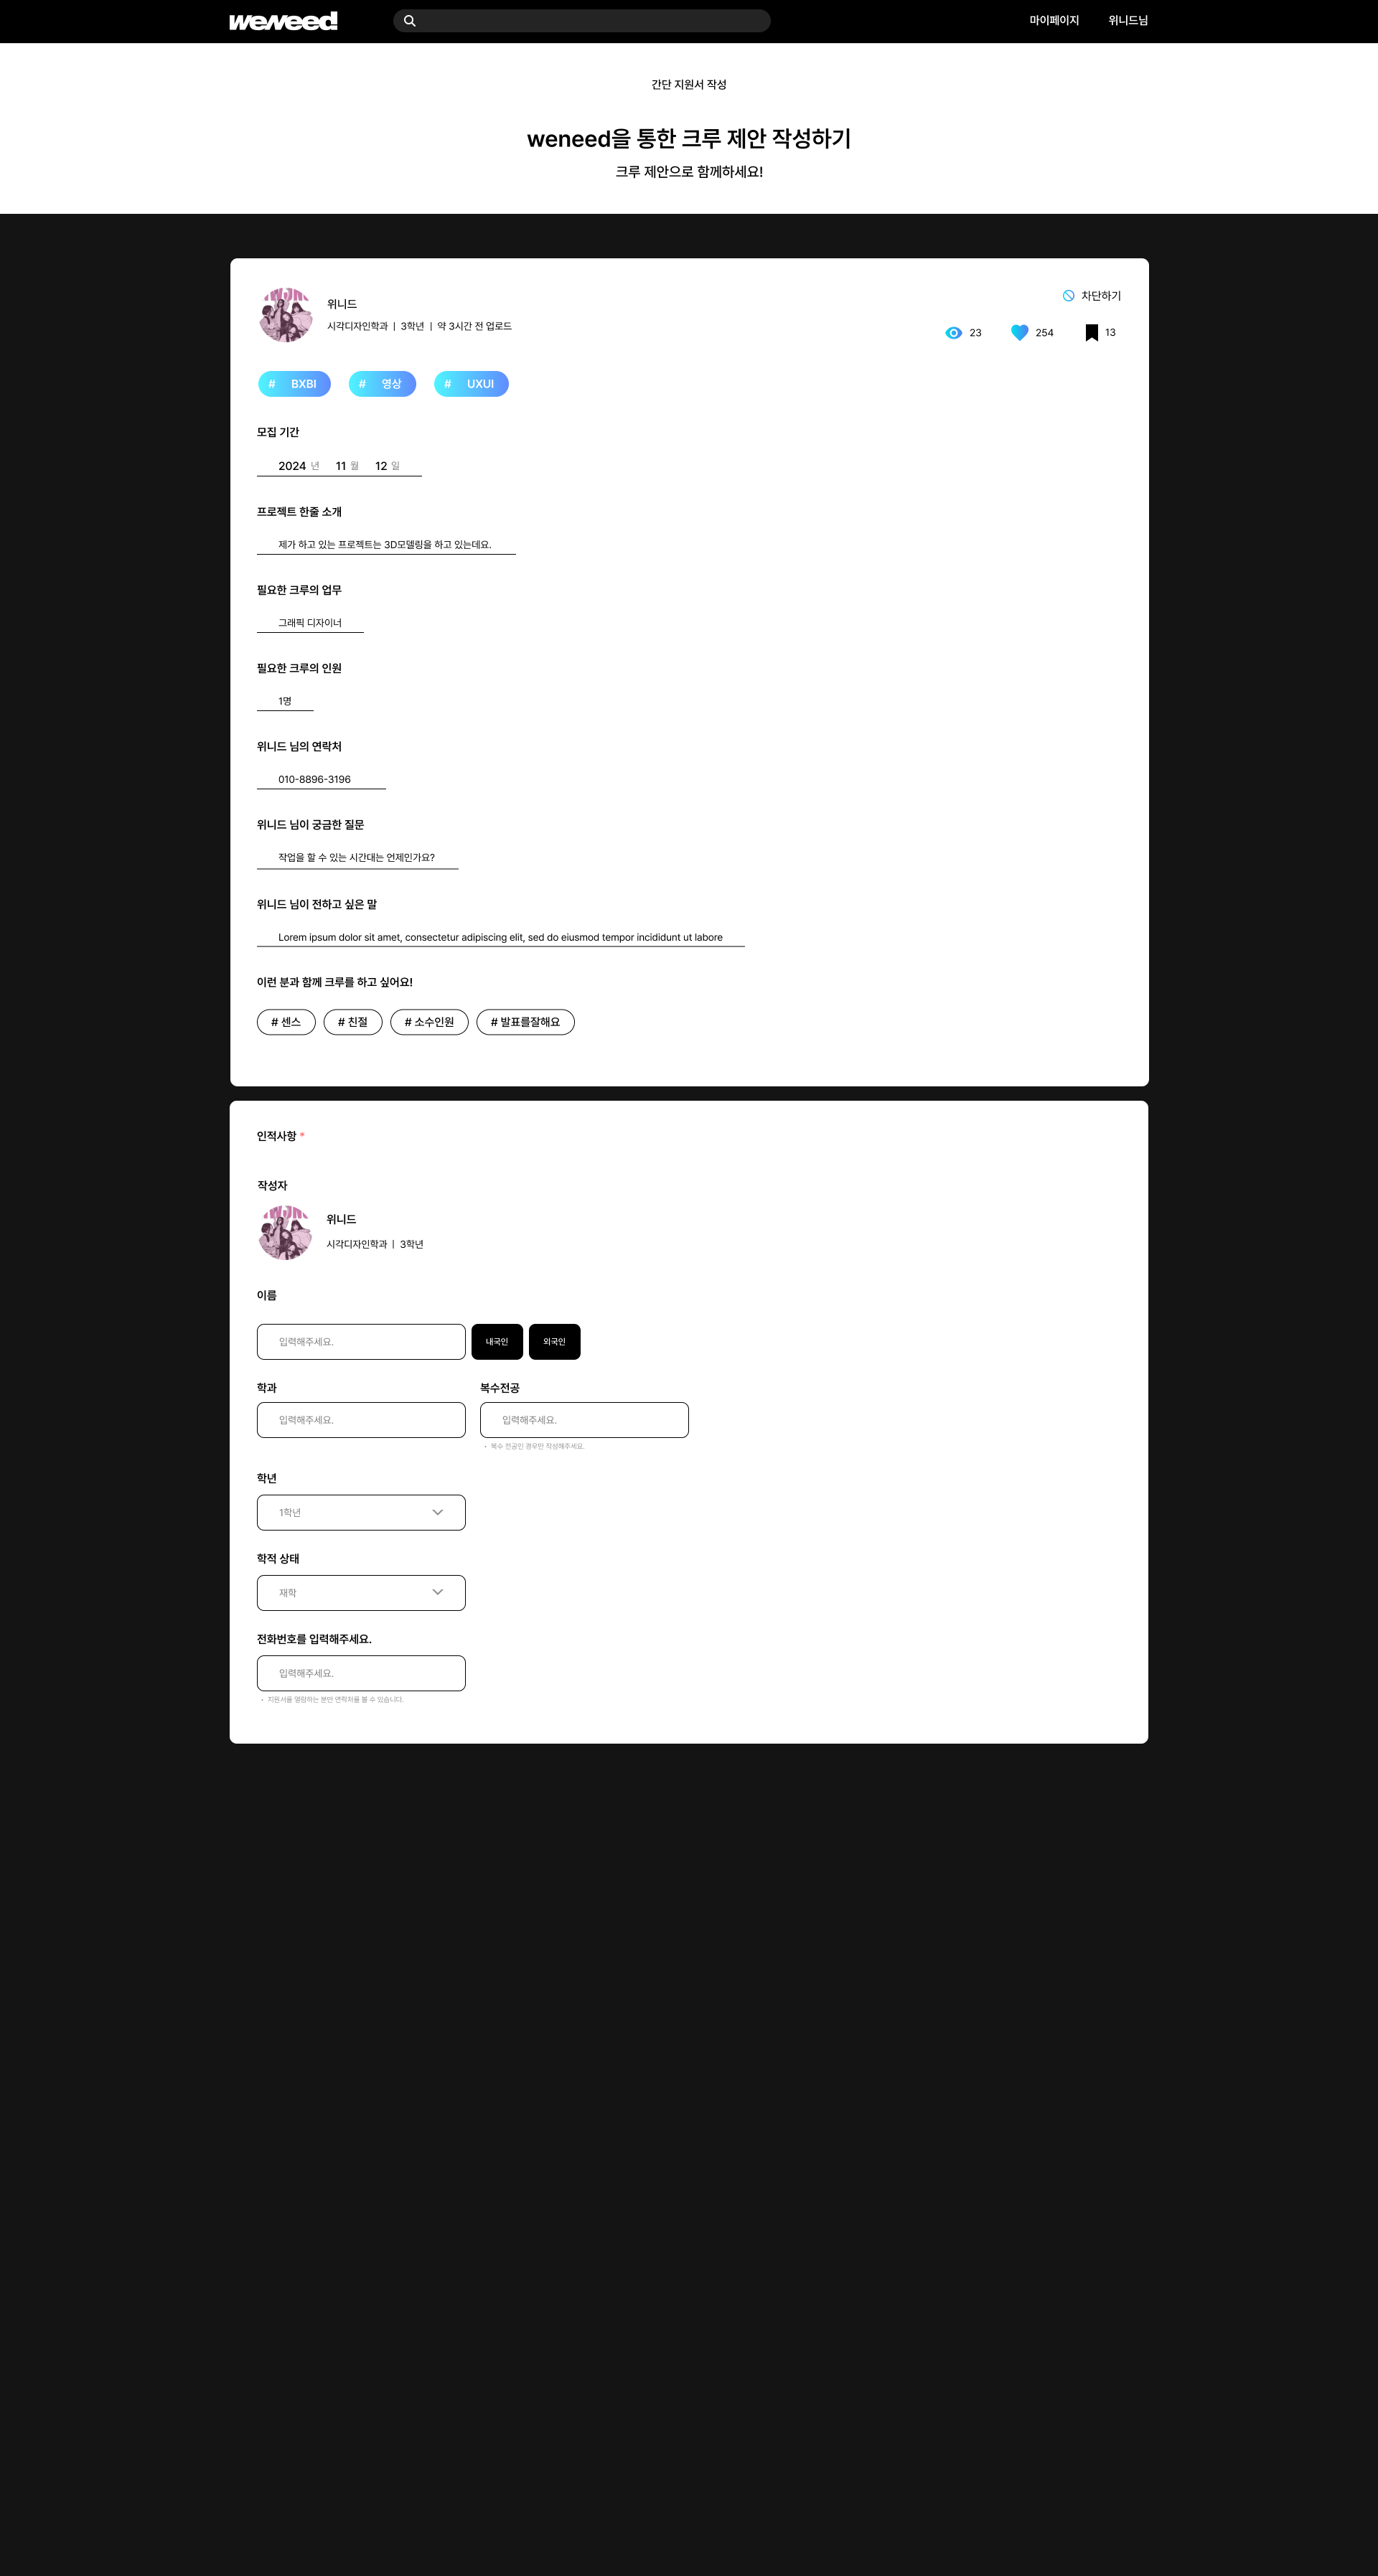 weneed!
마이페이지 위니드님
간단 지원서 작성
weneed을 통한 크루 제안 작성하기
크루 제안으로 함께하세요!
위니드
시각디자인학과 | 3학년 | 약 3시간 전 업로드
차단하기
23 254 13
# BXBI # 영상 # UXUI
모집 기간
2024 년 11 월 12 일
프로젝트 한줄 소개
제가 하고 있는 프로젝트는 3D모델링을 하고 있는데요.
필요한 크루의 업무
그래픽 디자이너
필요한 크루의 인원
1명
위니드 님의 연락처
010-8896-3196
위니드 님이 궁금한 질문
작업을 할 수 있는 시간대는 언제인가요?
위니드 님이 전하고 싶은 말
Lorem ipsum dolor sit amet, consectetur adipiscing elit, sed do eiusmod tempor incididunt ut labore
이런 분과 함께 크루를 하고 싶어요!
# 센스 # 친절 # 소수인원 # 발표를잘해요
인적사항 *
작성자
위니드
시각디자인학과 | 3학년
이름
입력해주세요. 내국인 외국인
학과 복수전공
입력해주세요. 입력해주세요.
• 복수 전공인 경우만 작성해주세요.
학년
1학년
학적 상태
재학
전화번호를 입력해주세요.
입력해주세요.
• 지원서를 열람하는 분만 연락처를 볼 수 있습니다.